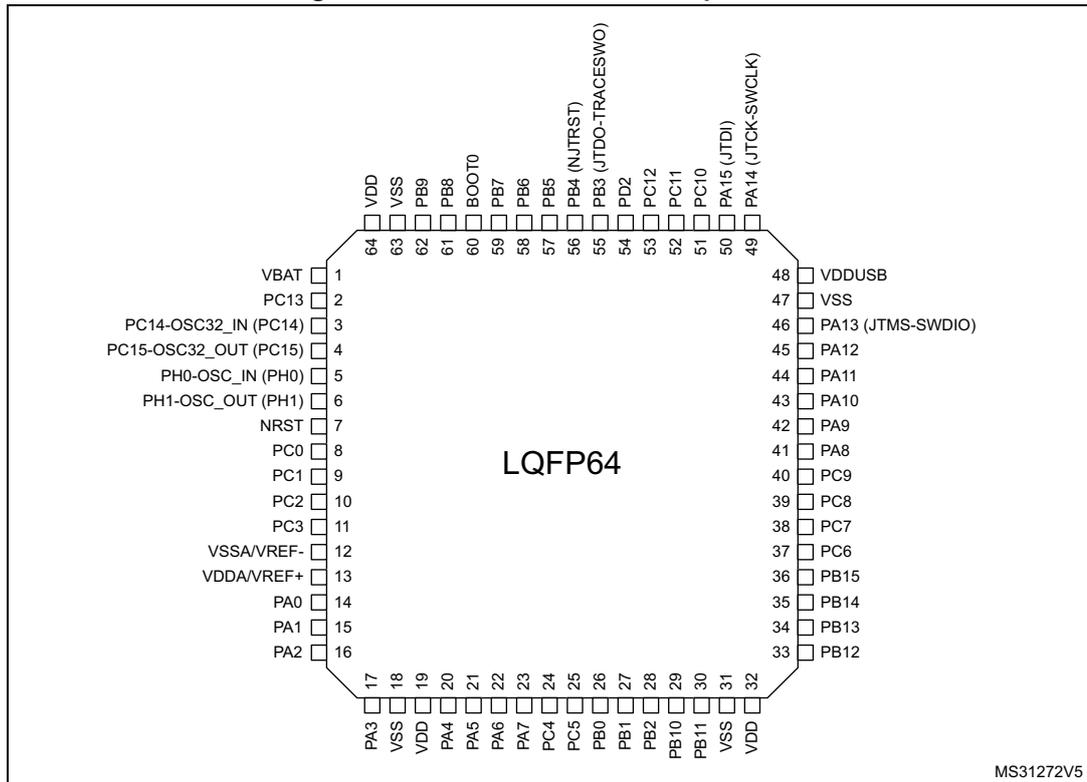 VDD
VSS
PB9
PB8
BOOT0
PB7
PB6
PB5
PB4 (NJTRST)
PB3 (JTDO-TRACESWO)
PD2
PC12
PC11
PC10
PA15 (JTDI)
PA14 (JTCK-SWCLK)
64 63 62 61 60 59 58 57 56 55 54 53 52 51 50 49
VBAT 1 48 VDDUSB
PC13 2 47 VSS
PC14-OSC32_IN (PC14) 3 46 PA13 (JTMS-SWDIO)
PC15-OSC32_OUT (PC15) 4 45 PA12
PH0-OSC_IN (PH0) 5 44 PA11
PH1-OSC_OUT (PH1) 6 43 PA10
NRST 7 42 PA9
PC0 8 41 PA8
LQFP64
PC1 9 40 PC9
PC2 10 39 PC8
PC3 11 38 PC7
VSSA/VREF- 12 37 PC6
VDDA/VREF+ 13 36 PB15
PA0 14 35 PB14
PA1 15 34 PB13
PA2 16 33 PB12
17 18 19 20 21 22 23 24 25 26 27 28 29 30 31 32
PA3
VSS
VDD
PA4
PA5
PA6
PA7
PC4
PC5
PB0
PB1
PB2
PB10
PB11
VSS
VDD
MS31272V5